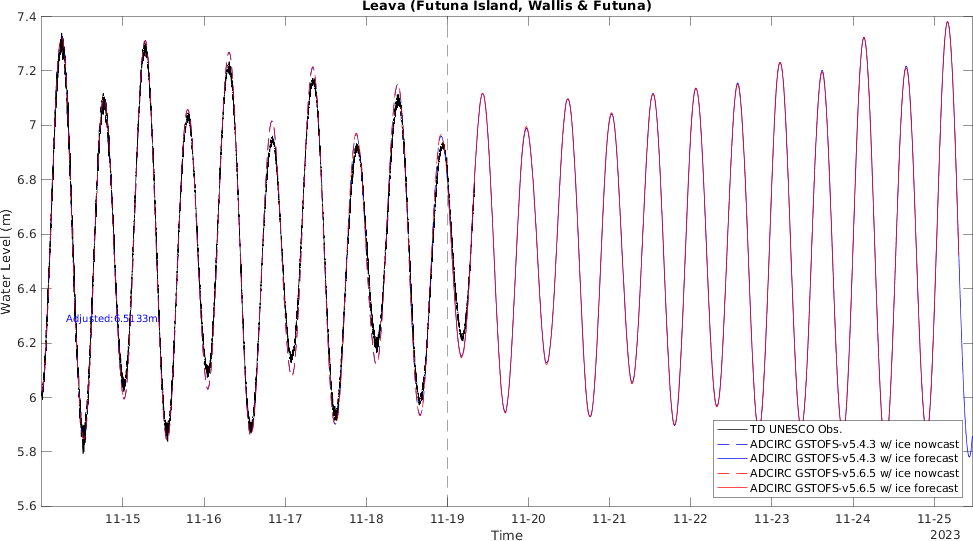 Leava (Futuna Island, Wallis & Futuna)
7.4
7.2
7
6.8
6.6
6.4
6.2
6
5.8
5.6
Water Level (m)
Adjusted:6.5133m
TD UNESCO Obs.
ADCIRC GSTOFS-v5.4.3 w/ ice nowcast
ADCIRC GSTOFS-v5.4.3 w/ ice forecast
ADCIRC GSTOFS-v5.6.5 w/ ice nowcast
ADCIRC GSTOFS-v5.6.5 w/ ice forecast
11-15 11-16 11-17 11-18 11-19 11-20 11-21 11-22 11-23 11-24 11-25
Time
2023